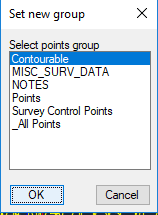 Set new group
Select points group
Contourable
MISC_SURV_DATA
NOTES
Points
Survey Control Points
_All Points
OK
Cancel